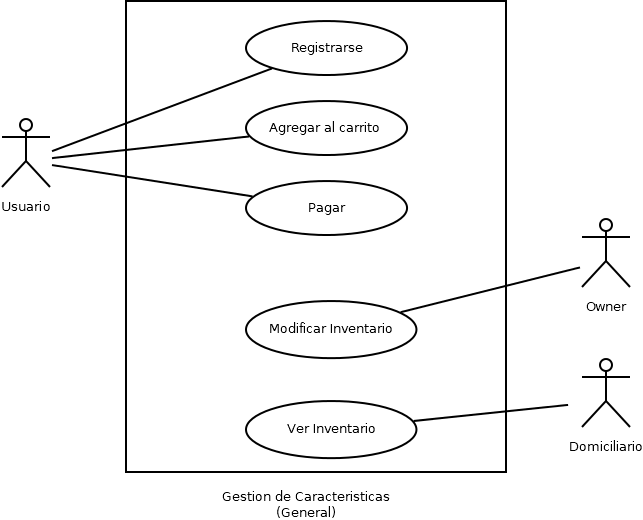 Registrarse
Agregar al carrito
Usuario
Pagar
Owner
Modificar Inventario
Ver Inventario
Domiciliario
Gestion de Caracteristicas
(General)